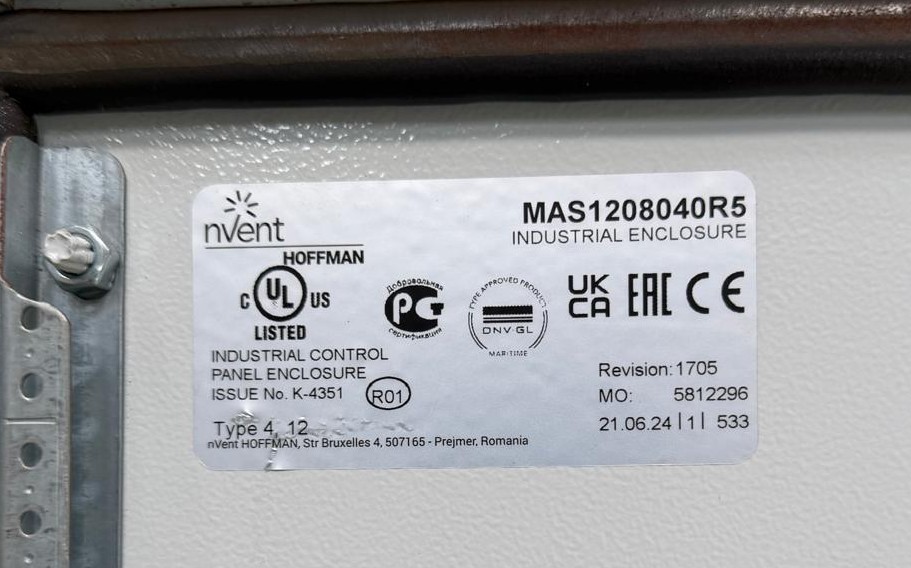 nVent
HOFFMAN
MAS1208040R5
INDUSTRIAL ENCLOSURE
C UL US
LISTED
Добровольная
РСТ
сертификация
TYPE APPROVED PRODUCT
DNV·GL
MARITIME
UK
CA
EAC
CE
INDUSTRIAL CONTROL
PANEL ENCLOSURE
ISSUE No. K-4351
R01
Type 4, 12
nVent HOFFMAN, Str Bruxelles 4, 507165 - Prejmer, Romania
Revision: 1705
MO: 5812296
21.06.24 |1| 533